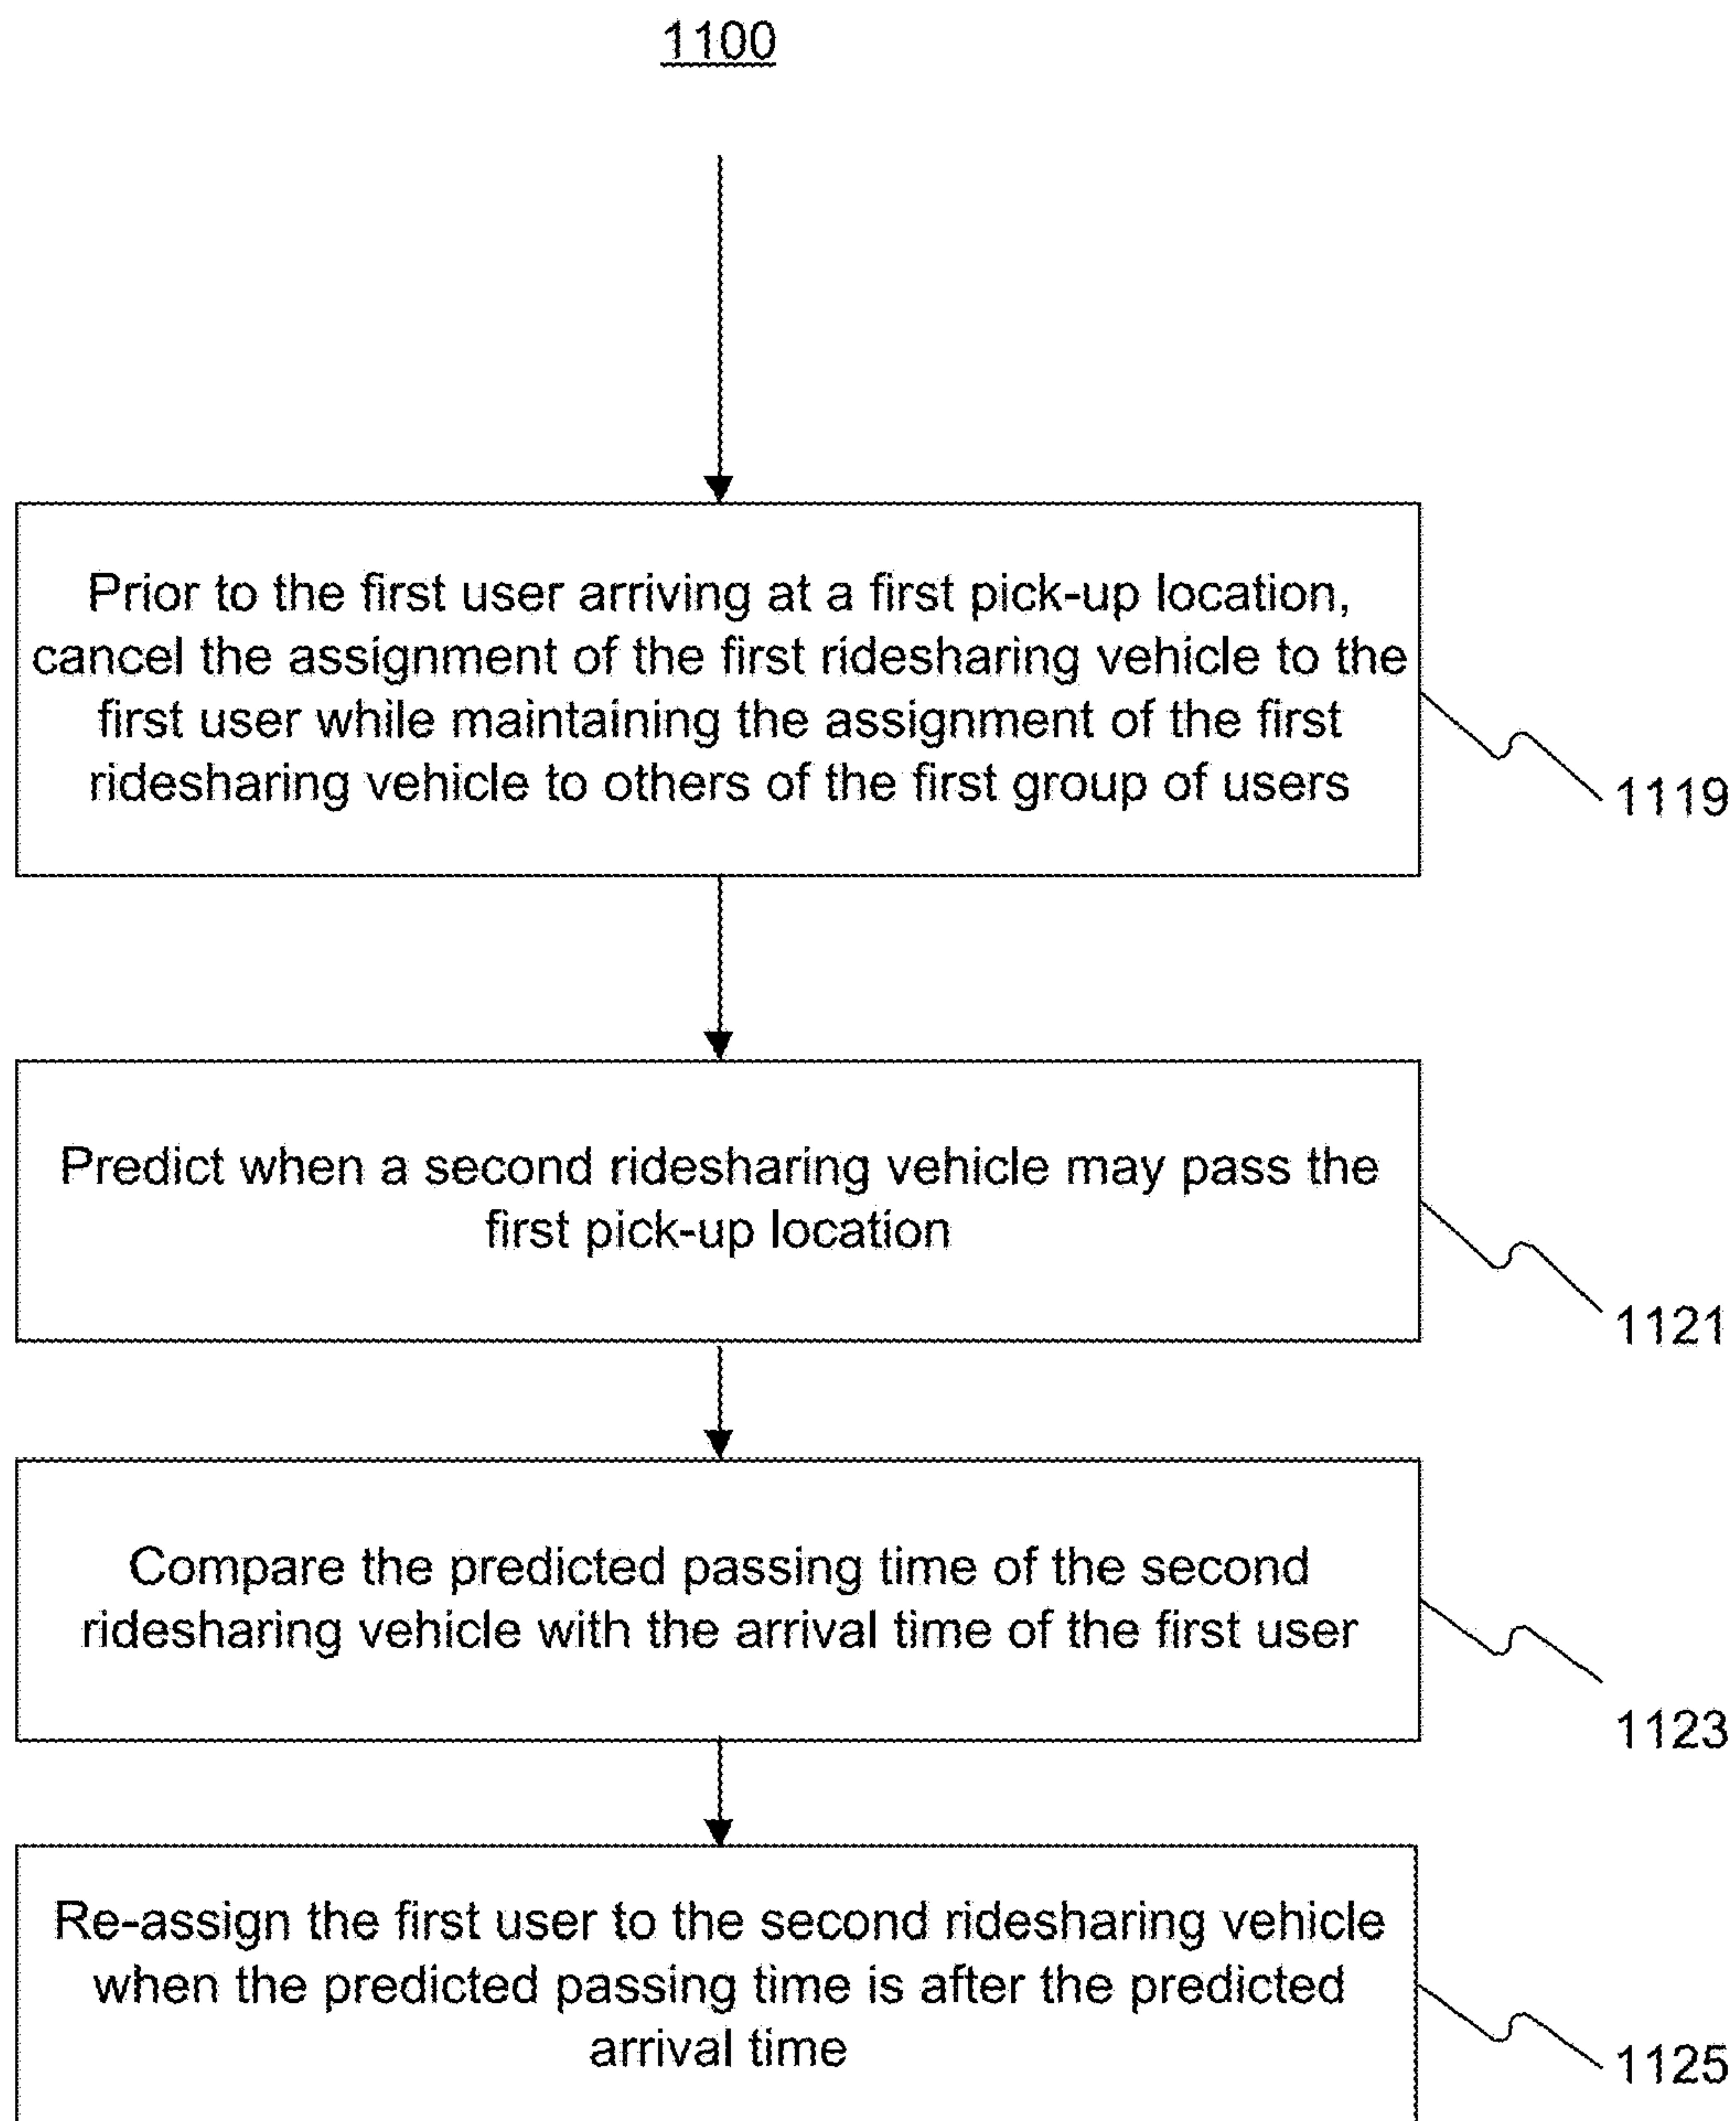 1100
Prior to the first user arriving at a first pick-up location,
cancel the assignment of the first ridesharing vehicle to the
first user while maintaining the assignment of the first
ridesharing vehicle to others of the first group of users
1119
Predict when a second ridesharing vehicle may pass the
first pick-up location
1121
Compare the predicted passing time of the second
ridesharing vehicle with the arrival time of the first user
1123
Re-assign the first user to the second ridesharing vehicle
when the predicted passing time is after the predicted
arrival time
1125